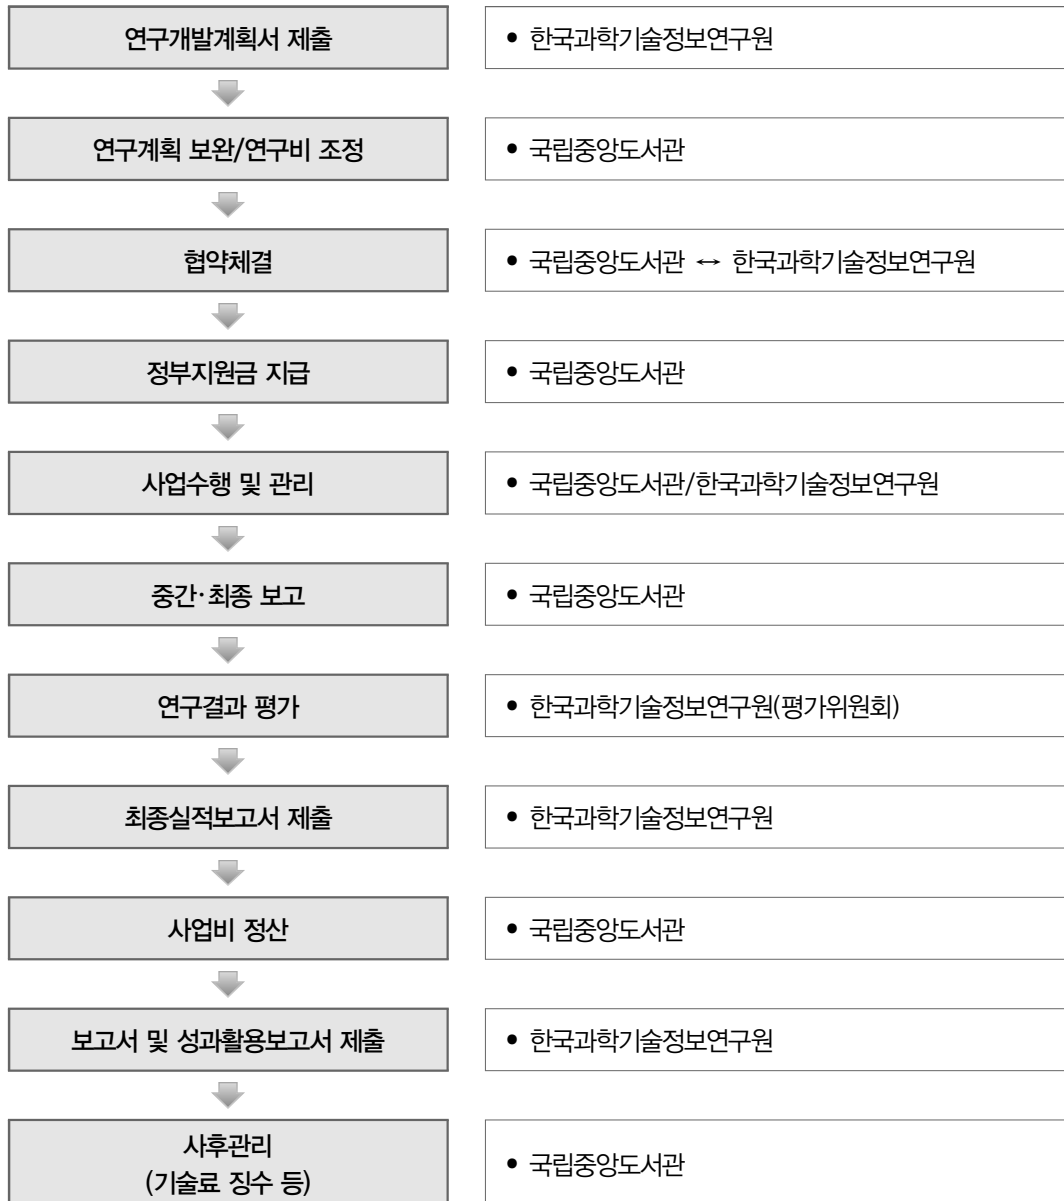 연구개발계획서 제출
• 한국과학기술정보연구원
연구계획 보완/연구비 조정
• 국립중앙도서관
협약체결
• 국립중앙도서관 ↔ 한국과학기술정보연구원
정부지원금 지급
• 국립중앙도서관
사업수행 및 관리
• 국립중앙도서관/한국과학기술정보연구원
중간·최종 보고
• 국립중앙도서관
연구결과 평가
• 한국과학기술정보연구원(평가위원회)
최종실적보고서 제출
• 한국과학기술정보연구원
사업비 정산
• 국립중앙도서관
보고서 및 성과활용보고서 제출
• 한국과학기술정보연구원
사후관리
(기술료 징수 등)
• 국립중앙도서관